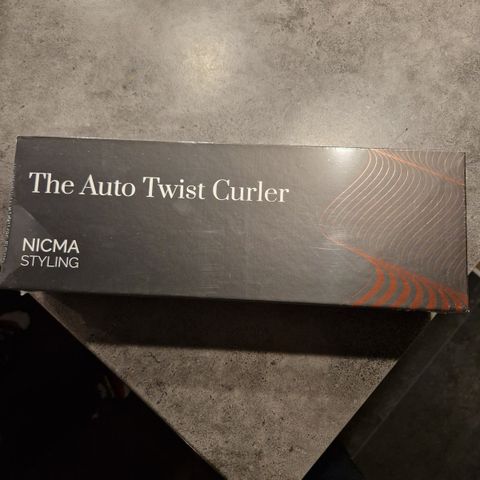 The Auto Twist Curler
NICMA
STYLING